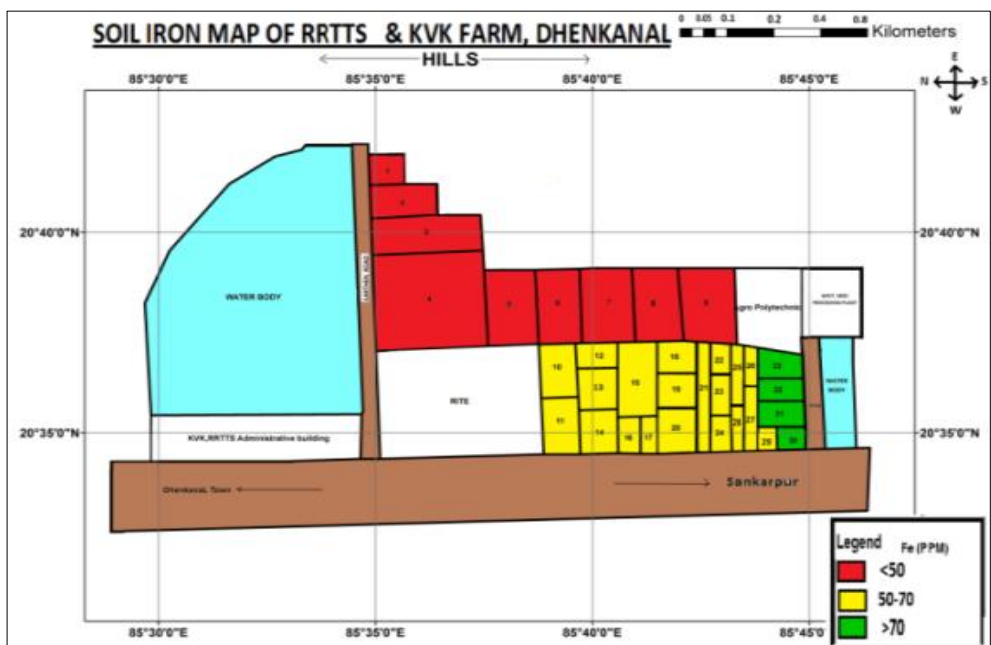 SOIL IRON MAP OF RRTTS & KVK FARM, DHENKANAL
0 0.05 0.1 0.2 0.4 0.8
Kilometers
HILLS
E
N S
W
85°30'0"E 85°35'0"E 85°40'0"E 85°45'0"E
20°40'0"N 20°40'0"N
1
2
3
4 5 6 7 8 9
WATER BODY
Agro Polytechnic
10 12 15 18 21 22 25 26 33
13 19 23 32
11 14 16 17 20 24 28 27 31
29 30
RITE
WATER
BODY
KVK,RRTTS Administrative building
20°35'0"N 20°35'0"N
Dhenkanal Town
Sankarpur
Legend Fe (PPM)
<50
50-70
>70
85°30'0"E 85°35'0"E 85°40'0"E 85°45'0"